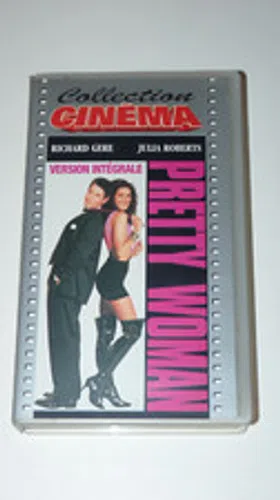 Collection
CINÉMA
RICHARD GERE JULIA ROBERTS
VERSION INTÉGRALE
PRETTY WOMAN